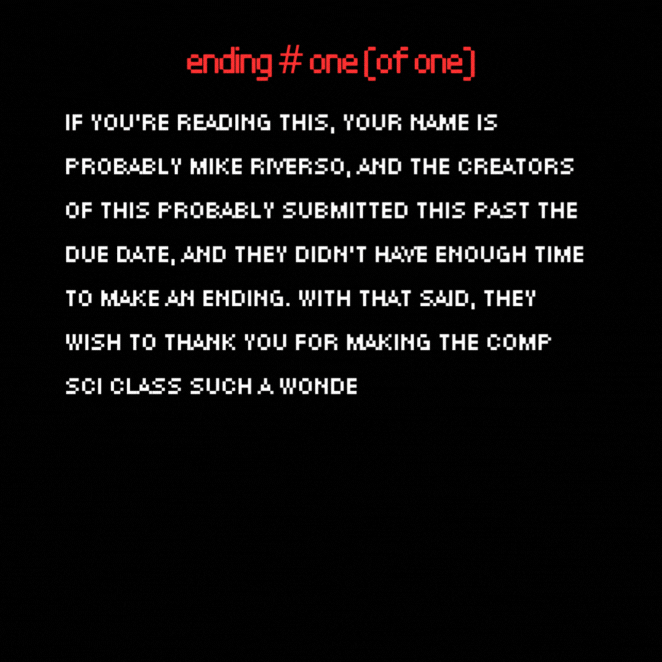 ending # one (of one)
IF YOU'RE READING THIS, YOUR NAME IS
PROBABLY MIKE RIVERSO, AND THE CREATORS
OF THIS PROBABLY SUBMITTED THIS PAST THE
DUE DATE, AND THEY DIDN'T HAVE ENOUGH TIME
TO MAKE AN ENDING. WITH THAT SAID, THEY
WISH TO THANK YOU FOR MAKING THE COMP
SCI CLASS SUCH A WONDE